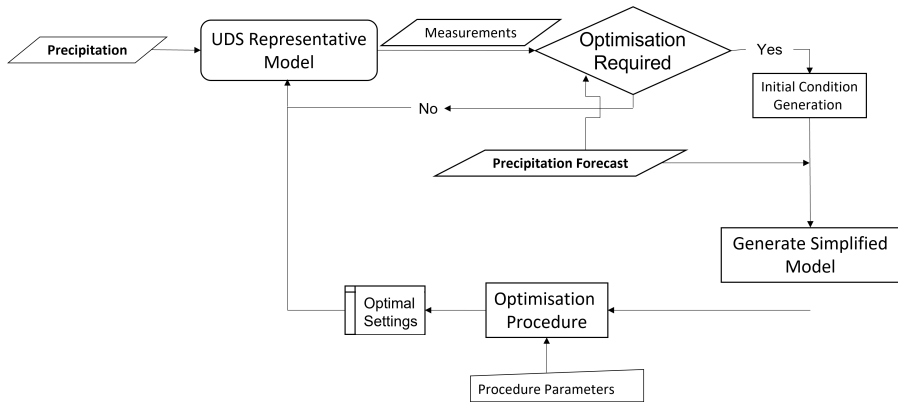 Precipitation
UDS Representative
Model
Measurements
Optimisation
Required
Yes
Initial Condition
Generation
No
Precipitation Forecast
Generate Simplified
Model
Optimal
Settings
Optimisation
Procedure
Procedure Parameters